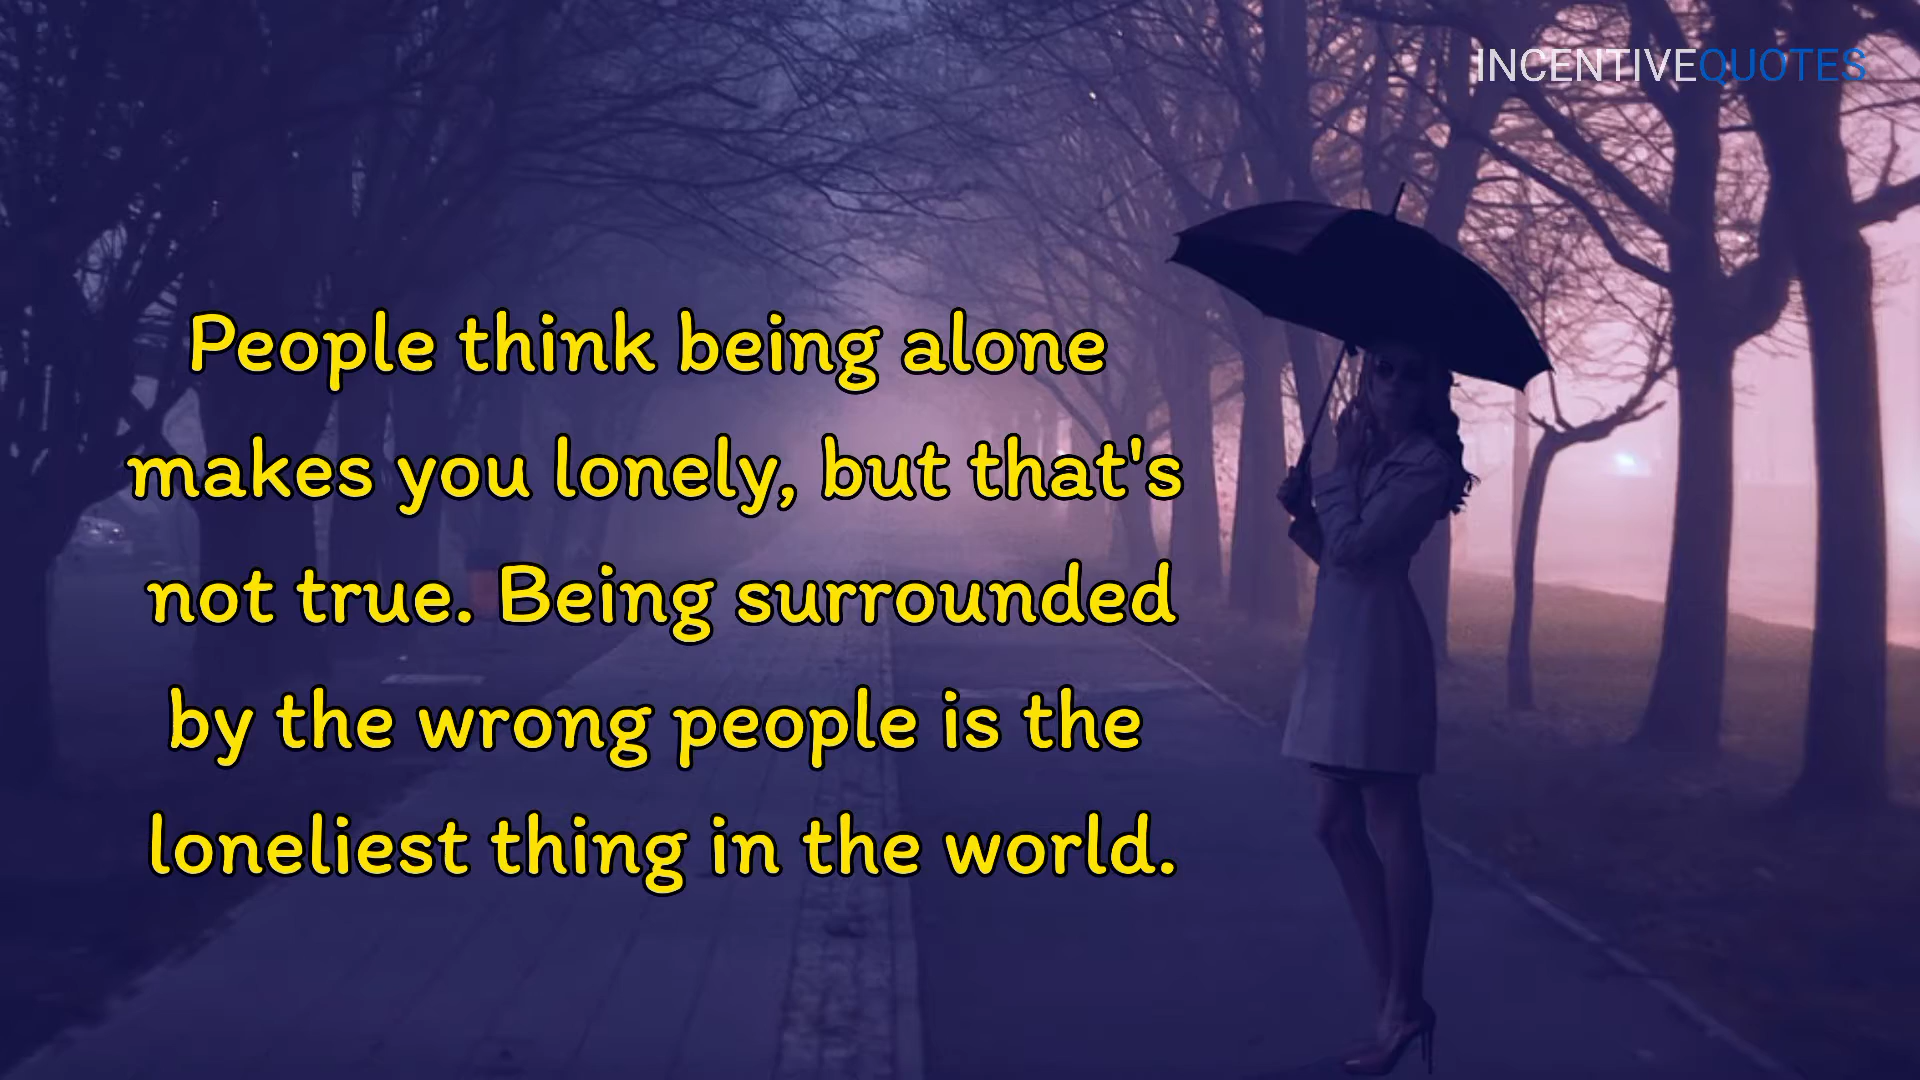 INCENTIVEQUOTES
People think being alone
makes you lonely, but that's
not true. Being surrounded
by the wrong people is the
loneliest thing in the world.